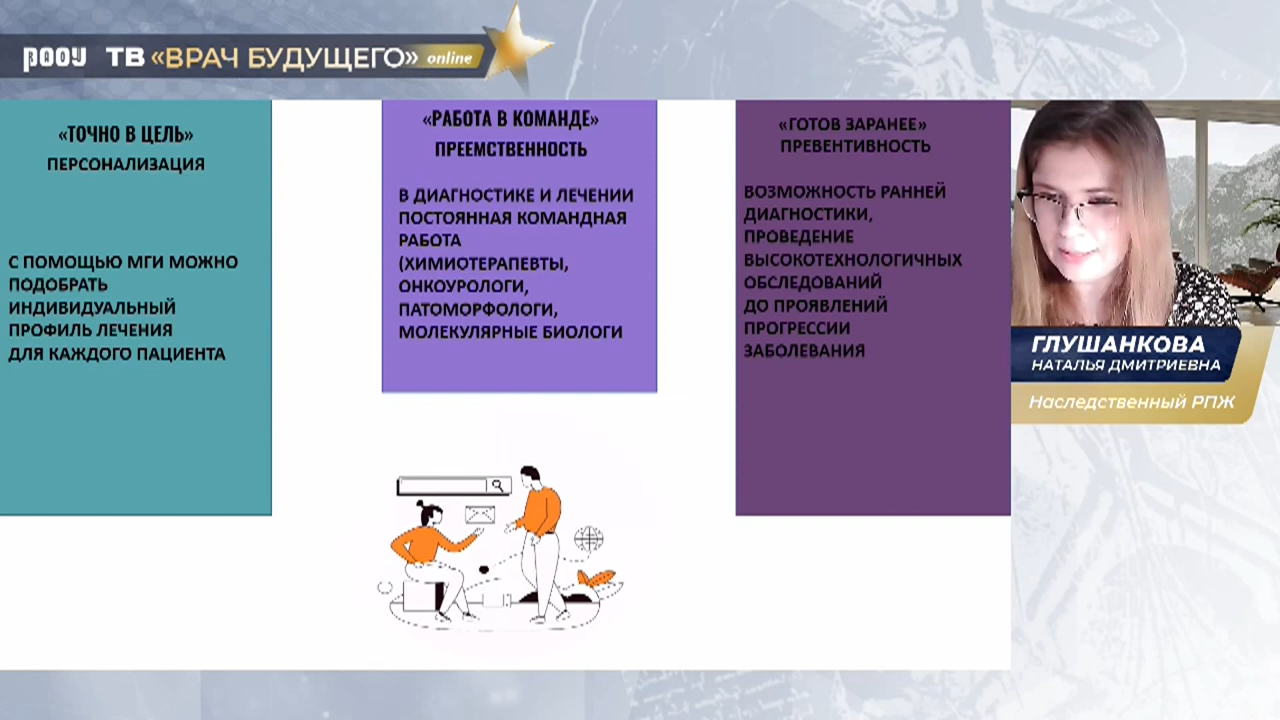 РООУ ТВ «ВРАЧ БУДУЩЕГО» online
«ТОЧНО В ЦЕЛЬ»
ПЕРСОНАЛИЗАЦИЯ
С ПОМОЩЬЮ МГИ МОЖНО
ПОДОБРАТЬ
ИНДИВИДУАЛЬНЫЙ
ПРОФИЛЬ ЛЕЧЕНИЯ
ДЛЯ КАЖДОГО ПАЦИЕНТА
«РАБОТА В КОМАНДЕ»
ПРЕЕМСТВЕННОСТЬ
В ДИАГНОСТИКЕ И ЛЕЧЕНИИ
ПОСТОЯННАЯ КОМАНДНАЯ
РАБОТА
(ХИМИОТЕРАПЕВТЫ,
ОНКОУРОЛОГИ,
ПАТОМОРФОЛОГИ,
МОЛЕКУЛЯРНЫЕ БИОЛОГИ
«ГОТОВ ЗАРАНЕЕ»
ПРЕВЕНТИВНОСТЬ
ВОЗМОЖНОСТЬ РАННЕЙ
ДИАГНОСТИКИ,
ПРОВЕДЕНИЕ
ВЫСОКОТЕХНОЛОГИЧНЫХ
ОБСЛЕДОВАНИЙ
ДО ПРОЯВЛЕНИЙ
ПРОГРЕССИИ
ЗАБОЛЕВАНИЯ
ГЛУШАНКОВА
НАТАЛЬЯ ДМИТРИЕВНА
Наследственный РПЖ